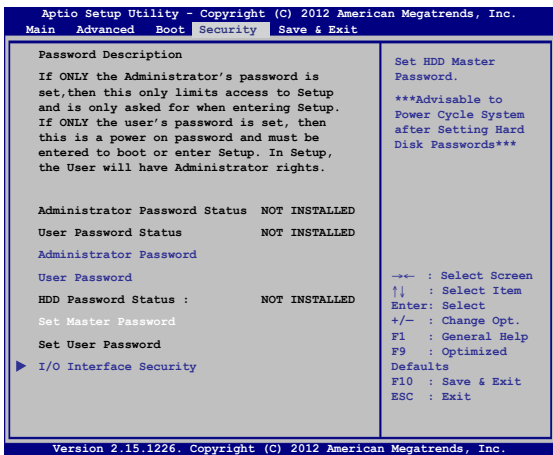 Aptio Setup Utility - Copyright (C) 2012 American Megatrends, Inc.
Main Advanced Boot Security Save & Exit
Password Description
If ONLY the Administrator's password is
set,then this only limits access to Setup
and is only asked for when entering Setup.
If ONLY the user's password is set, then
this is a power on password and must be
entered to boot or enter Setup. In Setup,
the User will have Administrator rights.
Administrator Password Status NOT INSTALLED
User Password Status NOT INSTALLED
Administrator Password
User Password
HDD Password Status : NOT INSTALLED
Set Master Password
Set User Password
I/O Interface Security
Set HDD Master
Password.
***Advisable to
Power Cycle System
after Setting Hard
Disk Passwords***
→← : Select Screen
↑↓ : Select Item
Enter: Select
+/— : Change Opt.
F1 : General Help
F9 : Optimized
Defaults
F10 : Save & Exit
ESC : Exit
Version 2.15.1226. Copyright (C) 2012 American Megatrends, Inc.